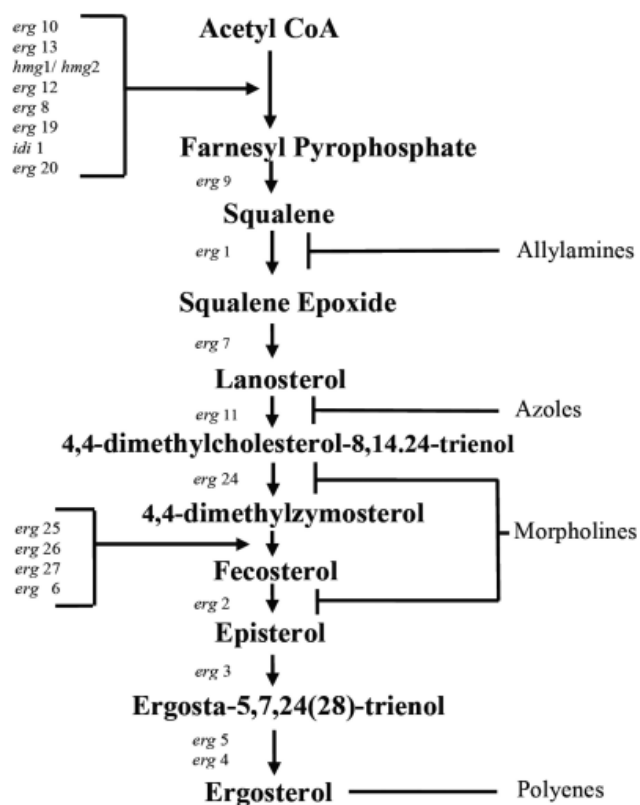 erg 10
erg 13
hmg1/ hmg2
erg 12
erg 8
erg 19
idi 1
erg 20
Acetyl CoA
Farnesyl Pyrophosphate
erg 9
Squalene
erg 1
Allylamines
Squalene Epoxide
erg 7
Lanosterol
erg 11
Azoles
4,4-dimethylcholesterol-8,14.24-trienol
erg 24
4,4-dimethylzymosterol
Morpholines
erg 25
erg 26
erg 27
erg 6
Fecosterol
erg 2
Episterol
erg 3
Ergosta-5,7,24(28)-trienol
erg 5
erg 4
Ergosterol
Polyenes